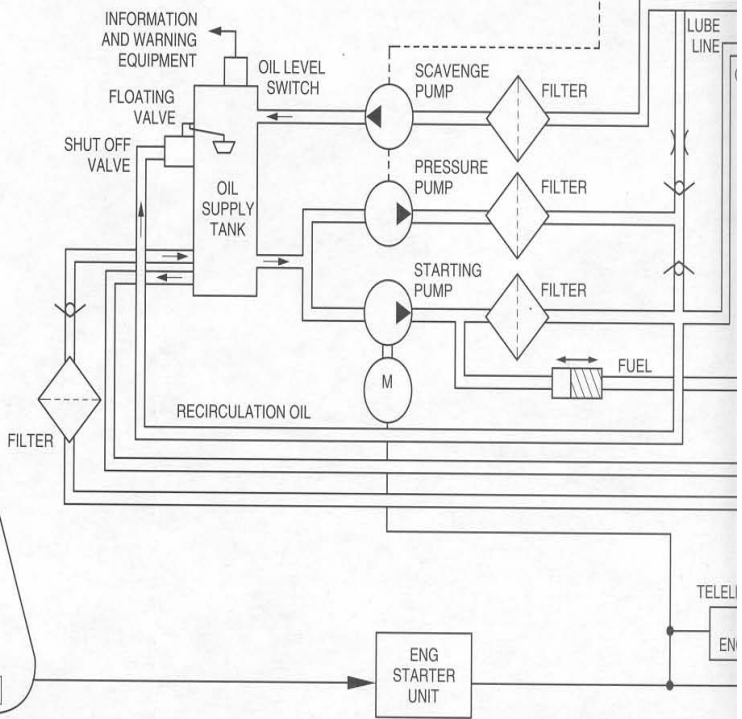 INFORMATION
AND WARNING
EQUIPMENT
OIL LEVEL
SWITCH
SCAVENGE
PUMP
FILTER
LUBE
LINE
FLOATING
VALVE
SHUT OFF
VALVE
OIL
SUPPLY
TANK
PRESSURE
PUMP
FILTER
STARTING
PUMP
FILTER
M
FUEL
RECIRCULATION OIL
FILTER
ENG
STARTER
UNIT